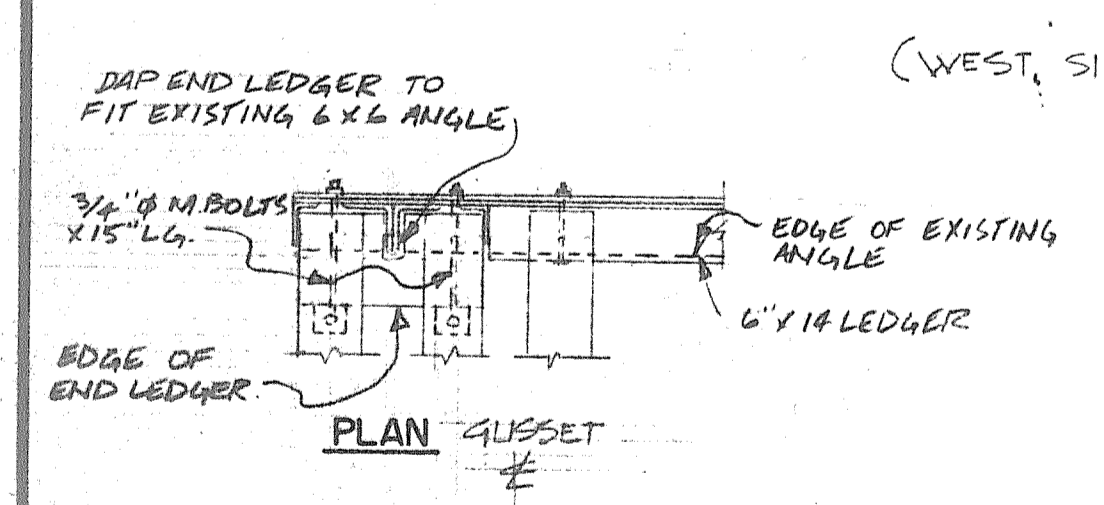 (WEST, SI
DAP END LEDGER TO
FIT EXISTING 6 X 6 ANGLE
3/4"Ø M.BOLTS
X15" LG.
EDGE OF EXISTING
ANGLE
6" X 14 LEDGER
EDGE OF
END LEDGER.
PLAN GUSSET
℄